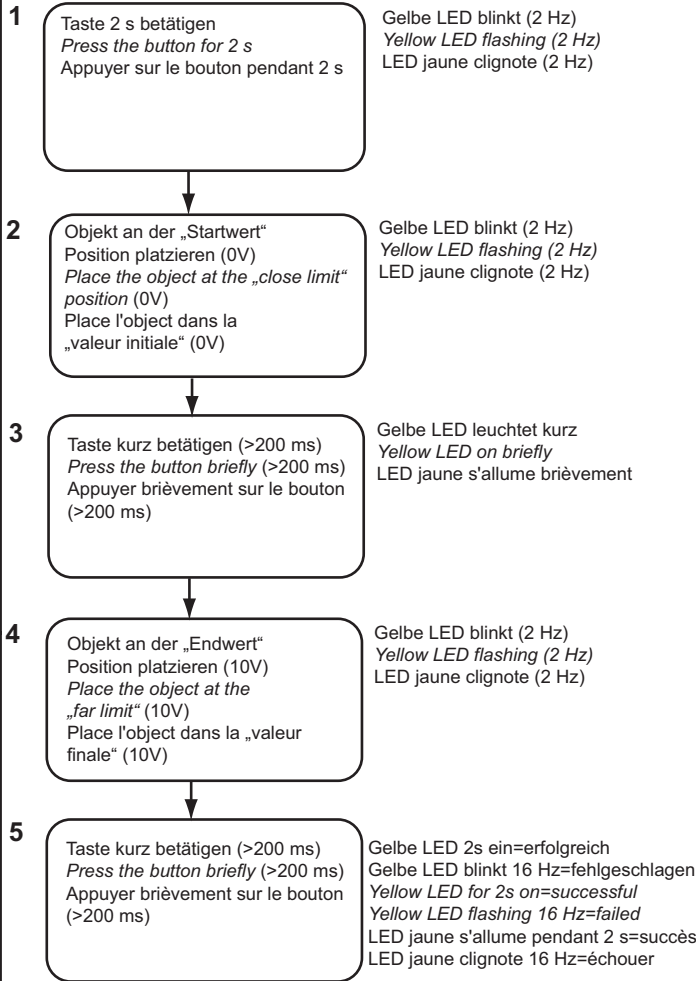 1
Taste 2 s betätigen
Press the button for 2 s
Appuyer sur le bouton pendant 2 s
Gelbe LED blinkt (2 Hz)
Yellow LED flashing (2 Hz)
LED jaune clignote (2 Hz)
2
Objekt an der „Startwert“
Position platzieren (0V)
Place the object at the „close limit“
position (0V)
Place l'object dans la
„valeur initiale“ (0V)
Gelbe LED blinkt (2 Hz)
Yellow LED flashing (2 Hz)
LED jaune clignote (2 Hz)
3
Taste kurz betätigen (>200 ms)
Press the button briefly (>200 ms)
Appuyer brièvement sur le bouton
(>200 ms)
Gelbe LED leuchtet kurz
Yellow LED on briefly
LED jaune s'allume brièvement
4
Objekt an der „Endwert“
Position platzieren (10V)
Place the object at the
„far limit“ (10V)
Place l'object dans la „valeur
finale“ (10V)
Gelbe LED blinkt (2 Hz)
Yellow LED flashing (2 Hz)
LED jaune clignote (2 Hz)
5
Taste kurz betätigen (>200 ms)
Press the button briefly (>200 ms)
Appuyer brièvement sur le bouton
(>200 ms)
Gelbe LED 2s ein=erfolgreich
Gelbe LED blinkt 16 Hz=fehlgeschlagen
Yellow LED for 2s on=successful
Yellow LED flashing 16 Hz=failed
LED jaune s'allume pendant 2 s=succès
LED jaune clignote 16 Hz=échouer